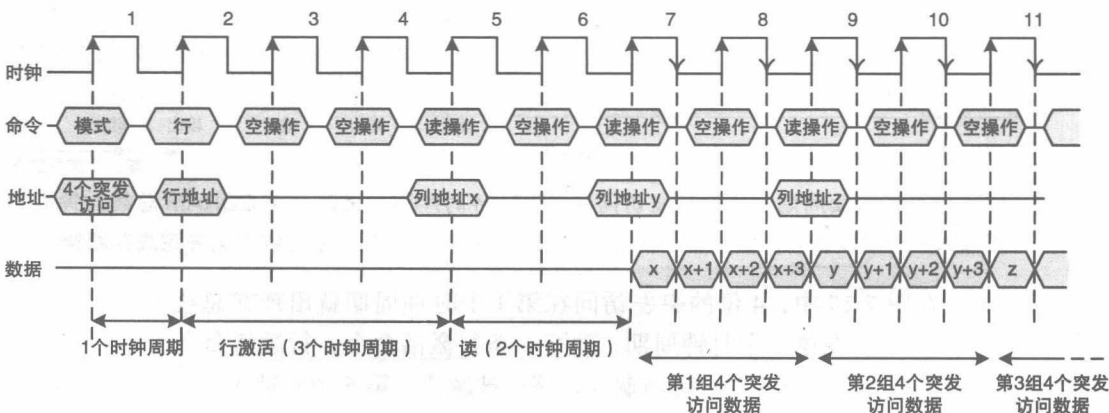 1 2 3 4 5 6 7 8 9 10 11
时钟
命令 模式 行 空操作 空操作 读操作 空操作 读操作 空操作 读操作 空操作 空操作
地址 4个突发访问 行地址 列地址x 列地址y 列地址z
数据 x x+1 x+2 x+3 y y+1 y+2 y+3 z
1个时钟周期 行激活（3个时钟周期） 读（2个时钟周期）
第1组4个突发 第2组4个突发 第3组4个突发
访问数据 访问数据 访问数据